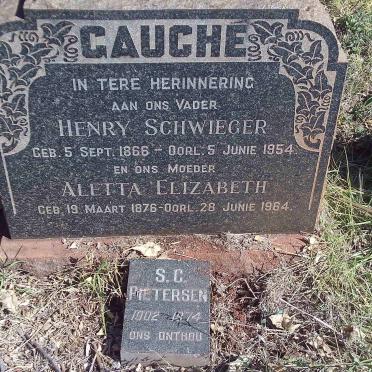 GAUCHE
IN TERE HERINNERING
AAN ONS VADER
HENRY SCHWIEGER
GEB. 5 SEPT. 1866 - OORL. 5 JUNIE 1954.
EN ONS MOEDER
ALETTA ELIZABETH
GEB. 19 MAART 1876 - OORL. 28 JUNIE 1964.
S. C.
PIETERSEN
1902 - 1974
ONS ONTHOU